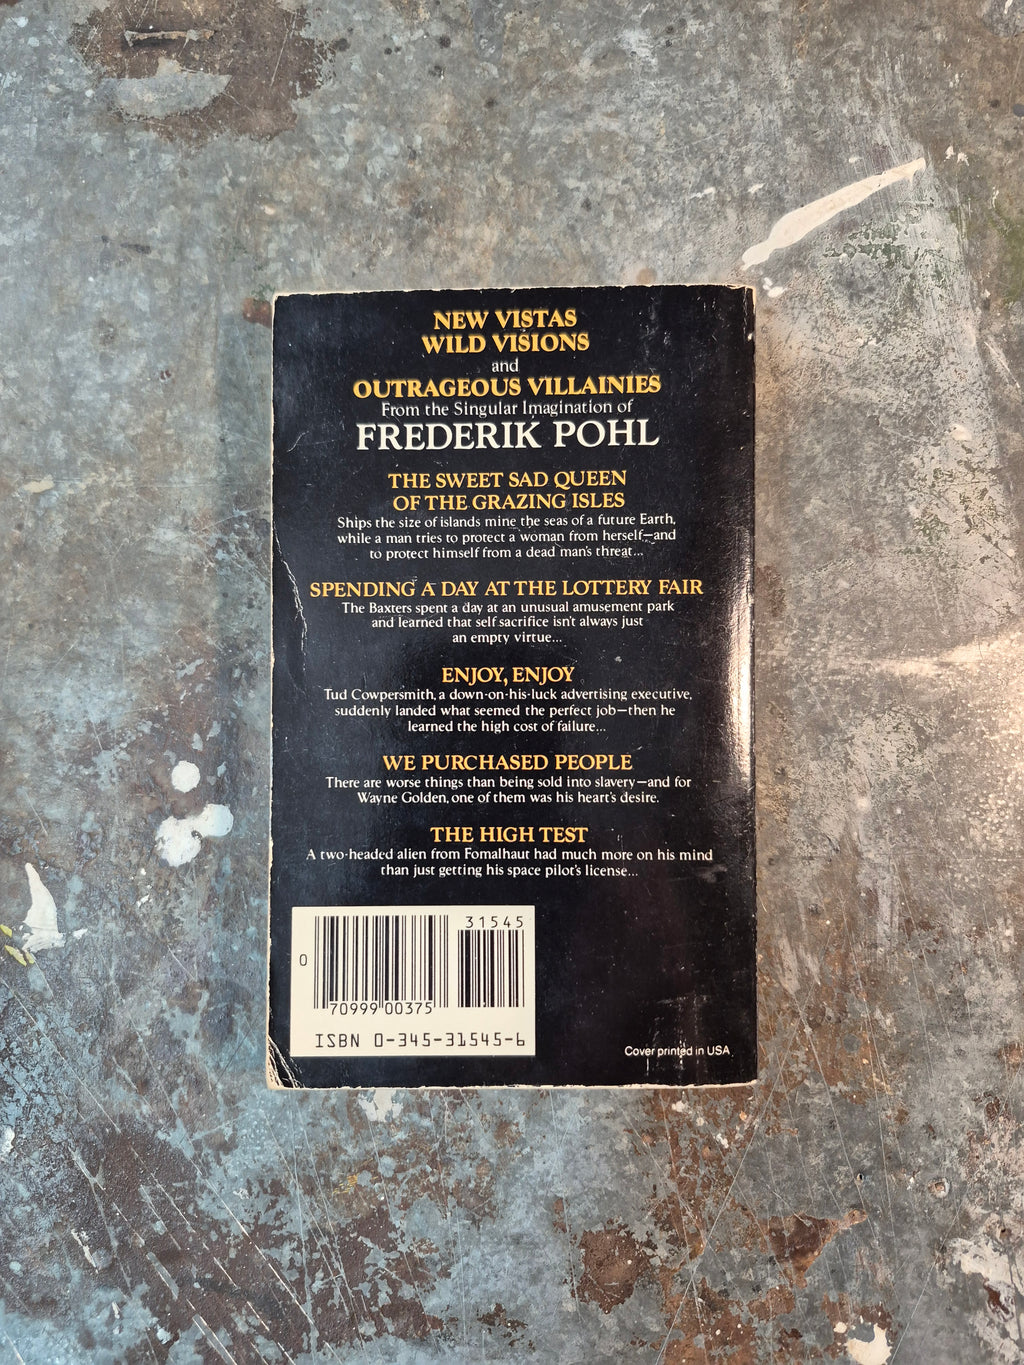 NEW VISTAS
WILD VISIONS
and
OUTRAGEOUS VILLAINIES
From the Singular Imagination of
FREDERIK POHL
THE SWEET SAD QUEEN
OF THE GRAZING ISLES
Ships the size of islands mine the seas of a future Earth,
while a man tries to protect a woman from herself—and
to protect himself from a dead man's threat...
SPENDING A DAY AT THE LOTTERY FAIR
The Baxters spent a day at an unusual amusement park
and learned that self sacrifice isn't always just
an empty virtue...
ENJOY, ENJOY
Tud Cowpersmith, a down-on-his-luck advertising executive,
suddenly landed what seemed the perfect job—then he
learned the high cost of failure...
WE PURCHASED PEOPLE
There are worse things than being sold into slavery—and for
Wayne Golden, one of them was his heart's desire.
THE HIGH TEST
A two-headed alien from Fomalhaut had much more on his mind
than just getting his space pilot's license...
31545
0
70999 00375
ISBN 0-345-31545-6
Cover printed in USA